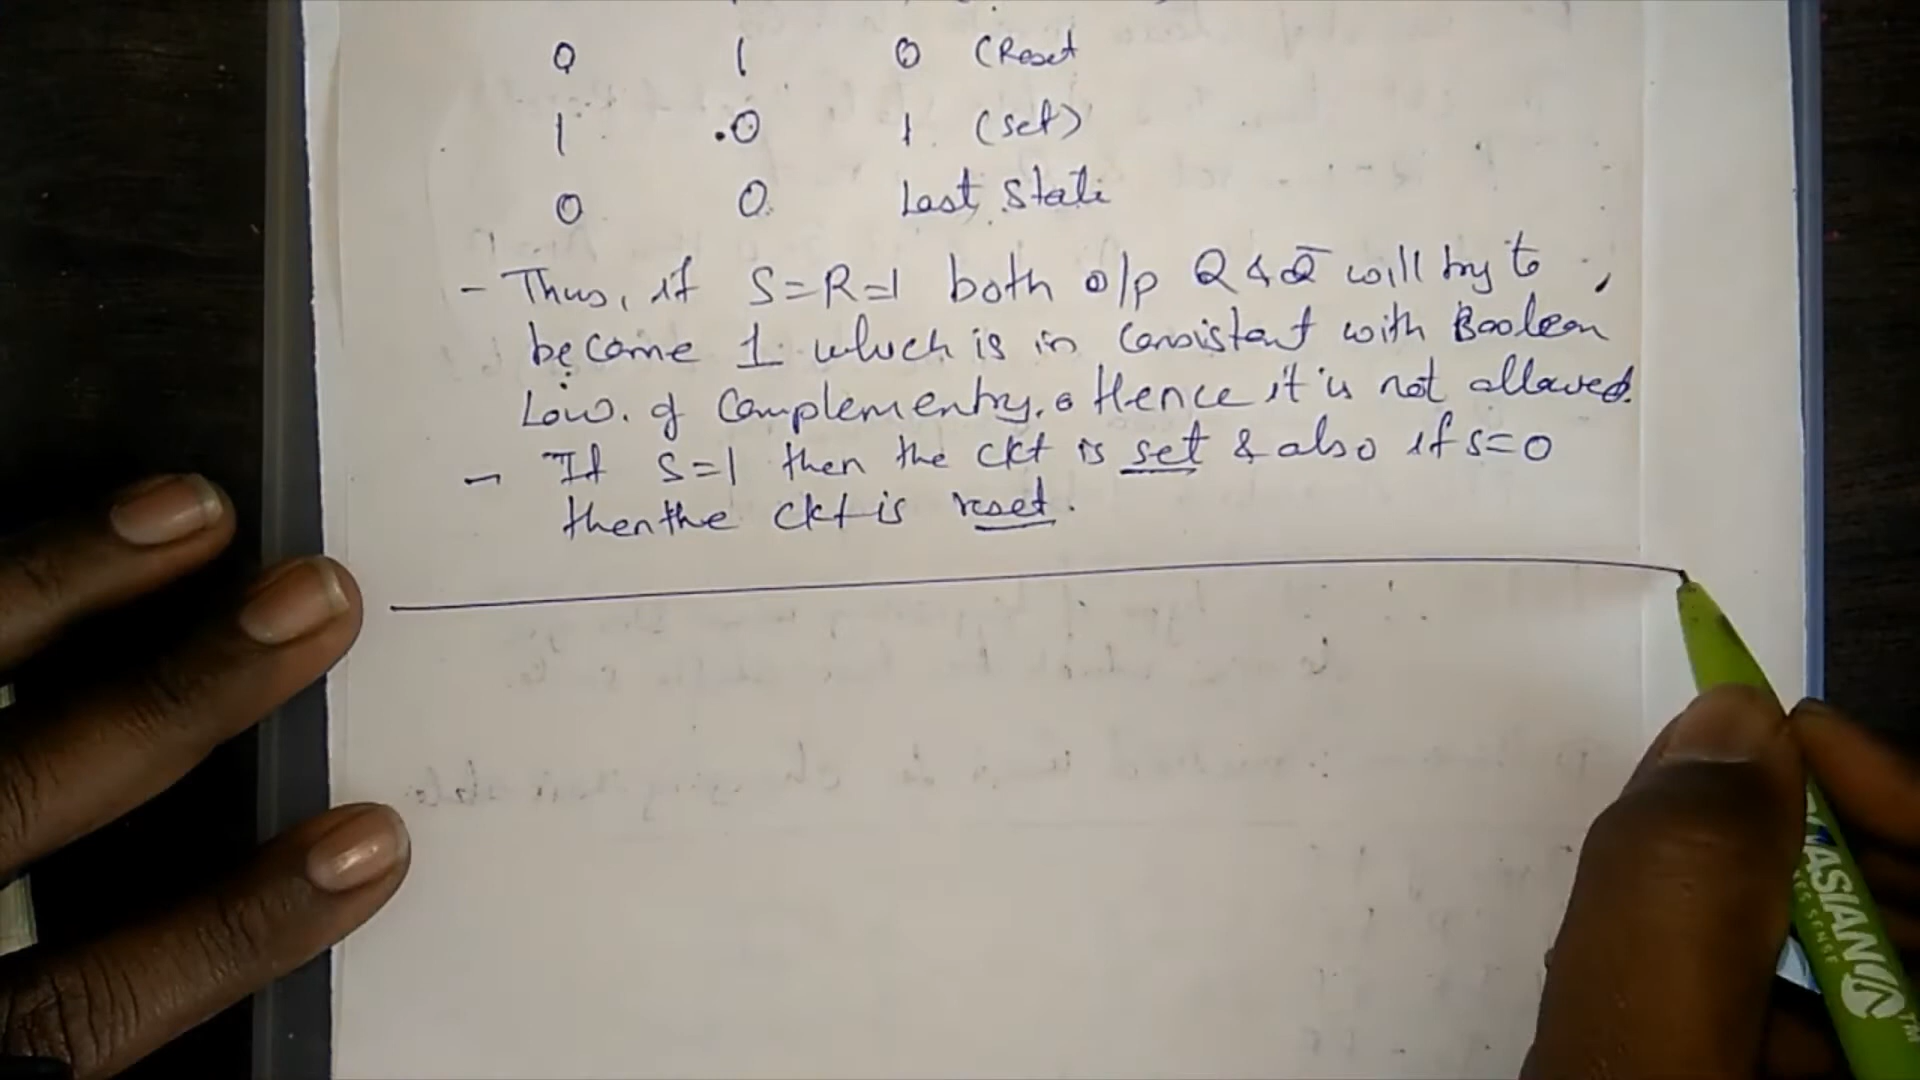 0 1 0 (Reset
1 .0 1 (set)
0 0 Last State
- Thus, if S=R=1 both o/p Q & Q̅ will try to
become 1 which is in consistant with Boolean
Low. of Complementry. Hence it is not allowed.
- If S=1 then the ckt is set & also if s=0
then the ckt is reset.
ASIAN